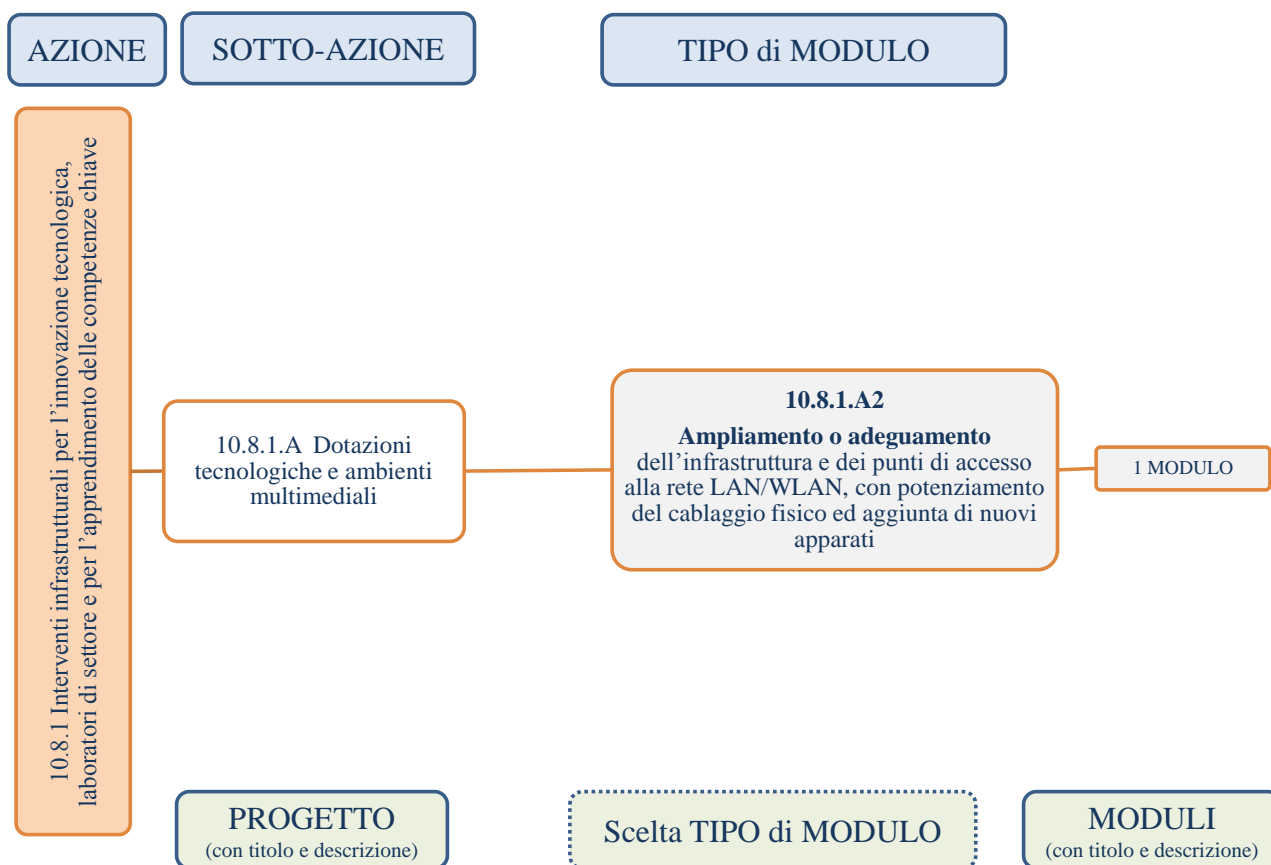 AZIONE
SOTTO-AZIONE
TIPO di MODULO
10.8.1 Interventi infrastrutturali per l’innovazione tecnologica,
laboratori di settore e per l’apprendimento delle competenze chiave
10.8.1.A Dotazioni
tecnologiche e ambienti
multimediali
10.8.1.A2
Ampliamento o adeguamento
dell’infrastruttura e dei punti di accesso
alla rete LAN/WLAN, con potenziamento
del cablaggio fisico ed aggiunta di nuovi
apparati
1 MODULO
PROGETTO
(con titolo e descrizione)
Scelta TIPO di MODULO
MODULI
(con titolo e descrizione)